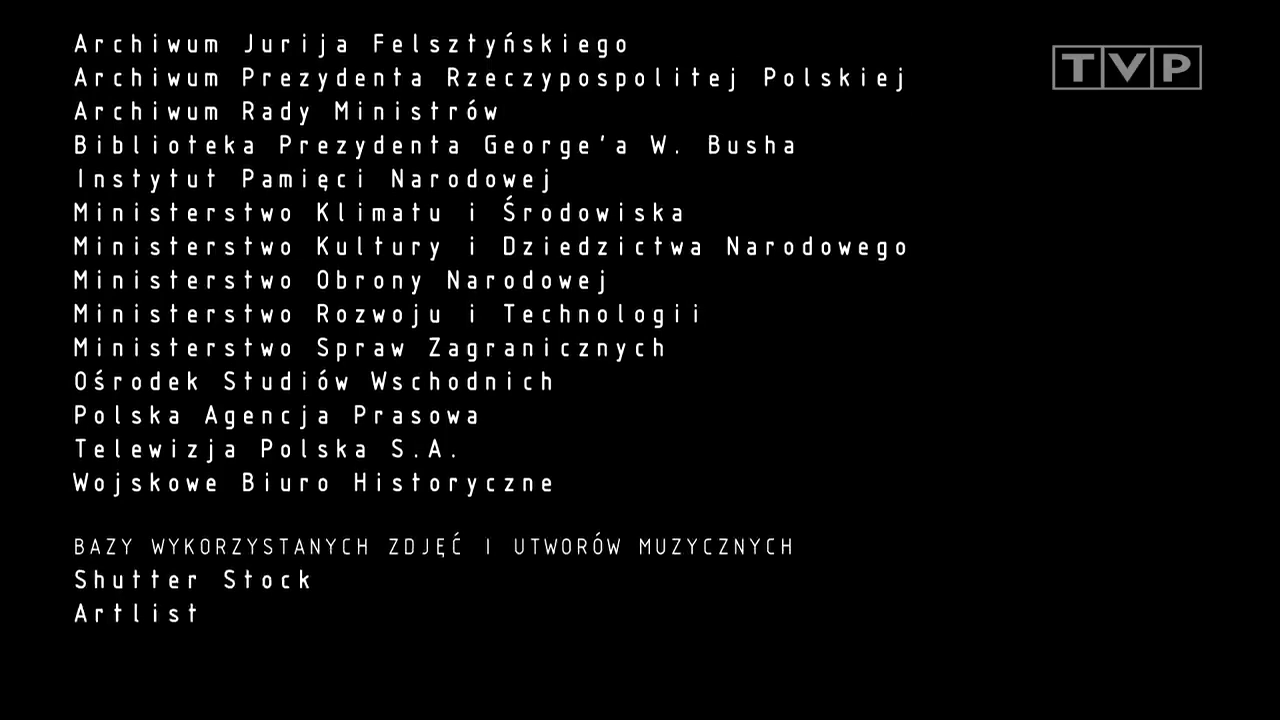 Archiwum Jurija Felsztyńskiego
Archiwum Prezydenta Rzeczypospolitej Polskiej
Archiwum Rady Ministrów
Biblioteka Prezydenta George'a W. Busha
Instytut Pamięci Narodowej
Ministerstwo Klimatu i Środowiska
Ministerstwo Kultury i Dziedzictwa Narodowego
Ministerstwo Obrony Narodowej
Ministerstwo Rozwoju i Technologii
Ministerstwo Spraw Zagranicznych
Ośrodek Studiów Wschodnich
Polska Agencja Prasowa
Telewizja Polska S.A.
Wojskowe Biuro Historyczne
BAZY WYKORZYSTANYCH ZDJĘĆ I UTWORÓW MUZYCZNYCH
Shutter Stock
Artlist
TVP